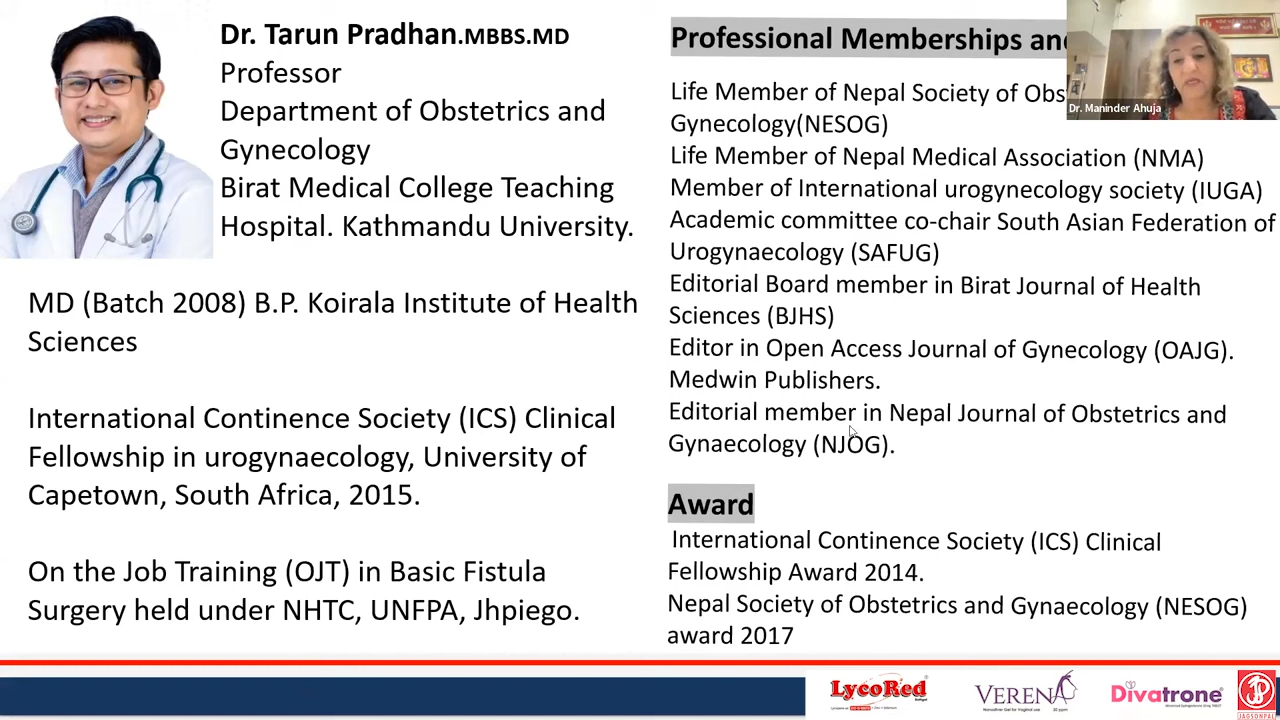 Dr. Tarun Pradhan.MBBS.MD
Professor
Department of Obstetrics and
Gynecology
Birat Medical College Teaching
Hospital. Kathmandu University.
MD (Batch 2008) B.P. Koirala Institute of Health
Sciences
International Continence Society (ICS) Clinical
Fellowship in urogynaecology, University of
Capetown, South Africa, 2015.
On the Job Training (OJT) in Basic Fistula
Surgery held under NHTC, UNFPA, Jhpiego.
Professional Memberships and
Life Member of Nepal Society of Obs
Gynecology(NESOG)
Life Member of Nepal Medical Association (NMA)
Member of International urogynecology society (IUGA)
Academic committee co-chair South Asian Federation of
Urogynaecology (SAFUG)
Editorial Board member in Birat Journal of Health
Sciences (BJHS)
Editor in Open Access Journal of Gynecology (OAJG).
Medwin Publishers.
Editorial member in Nepal Journal of Obstetrics and
Gynaecology (NJOG).
Award
International Continence Society (ICS) Clinical
Fellowship Award 2014.
Nepal Society of Obstetrics and Gynaecology (NESOG)
award 2017
Dr. Maninder Ahuja
LycoRed
VERENA
Divatrone
JAGSONPAL